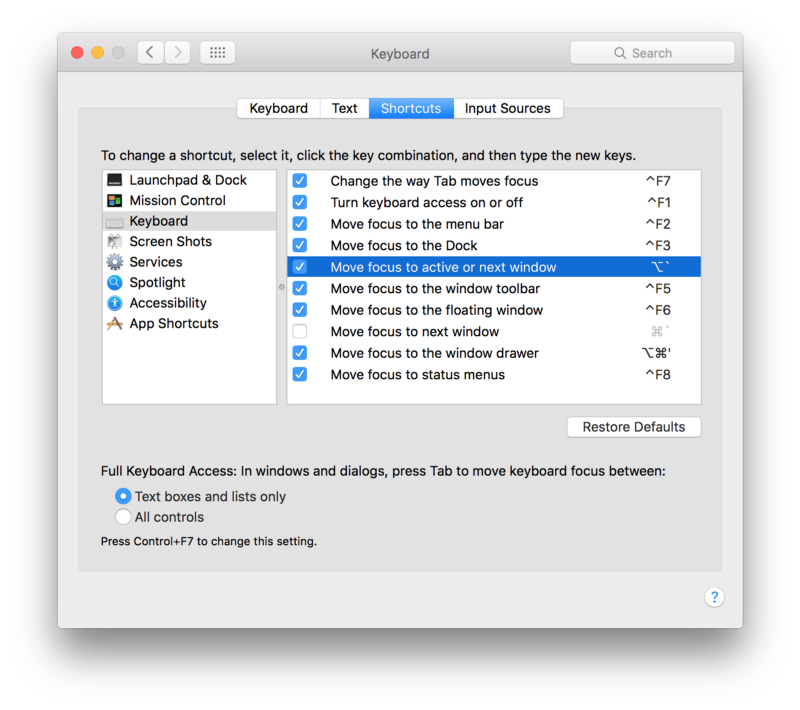 Keyboard
Search
Keyboard Text Shortcuts Input Sources
To change a shortcut, select it, click the key combination, and then type the new keys.
Launchpad & Dock
Mission Control
Keyboard
Screen Shots
Services
Spotlight
Accessibility
App Shortcuts
Change the way Tab moves focus ^F7
Turn keyboard access on or off ^F1
Move focus to the menu bar ^F2
Move focus to the Dock ^F3
Move focus to active or next window ⌥`
Move focus to the window toolbar ^F5
Move focus to the floating window ^F6
Move focus to next window ⌘`
Move focus to the window drawer ⌥⌘'
Move focus to status menus ^F8
Restore Defaults
Full Keyboard Access: In windows and dialogs, press Tab to move keyboard focus between:
Text boxes and lists only
All controls
Press Control+F7 to change this setting.
?